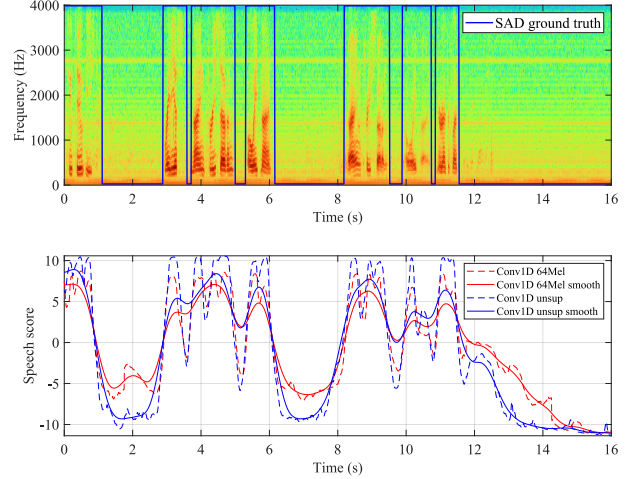 4000
3000
2000
1000
0
Frequency (Hz)
SAD ground truth
0 2 4 6 8 10 12 14 16
Time (s)
10
5
0
-5
-10
Speech score
Conv1D 64Mel
Conv1D 64Mel smooth
Conv1D unsup
Conv1D unsup smooth
0 2 4 6 8 10 12 14 16
Time (s)